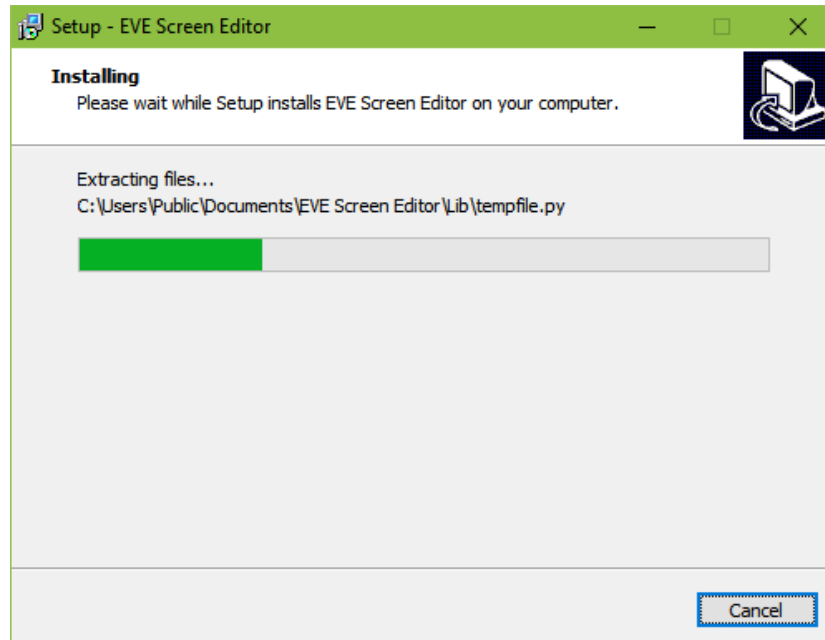 Setup - EVE Screen Editor
Installing
Please wait while Setup installs EVE Screen Editor on your computer.
Extracting files...
C:\Users\Public\Documents\EVE Screen Editor\Lib\tempfile.py
Cancel